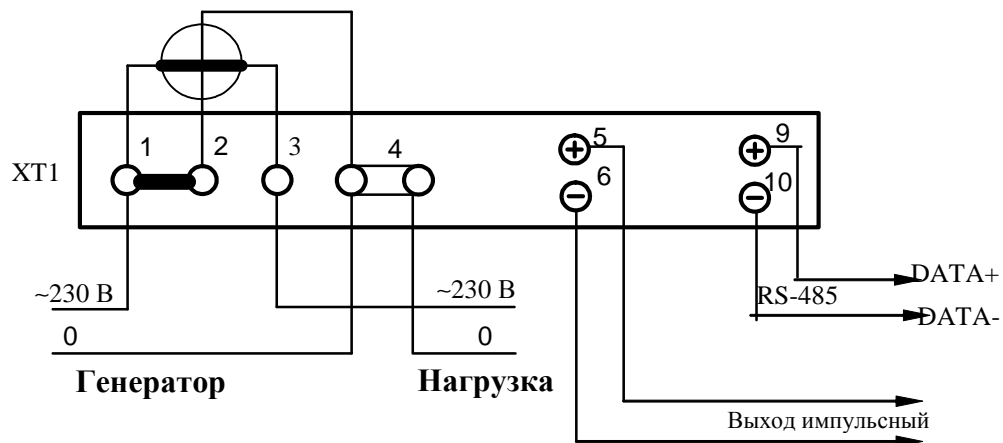 1 2 3 4 5 9
XT1 6 10
~230 В ~230 В DATA+
RS-485
0 0 DATA-
Генератор Нагрузка
Выход импульсный